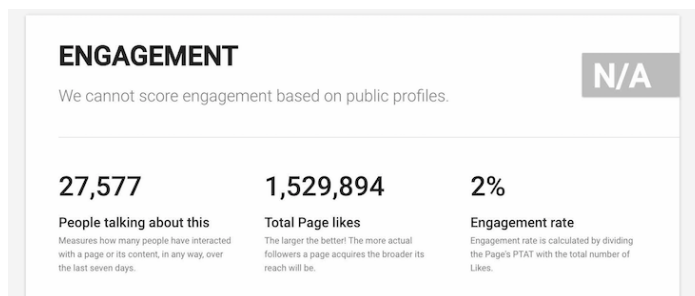 ENGAGEMENT
N/A
We cannot score engagement based on public profiles.
27,577
People talking about this
Measures how many people have interacted
with a page or its content, in any way, over
the last seven days.
1,529,894
Total Page likes
The larger the better! The more actual
followers a page acquires the broader its
reach will be.
2%
Engagement rate
Engagement rate is calculated by dividing
the Page's PTAT with the total number of
Likes.